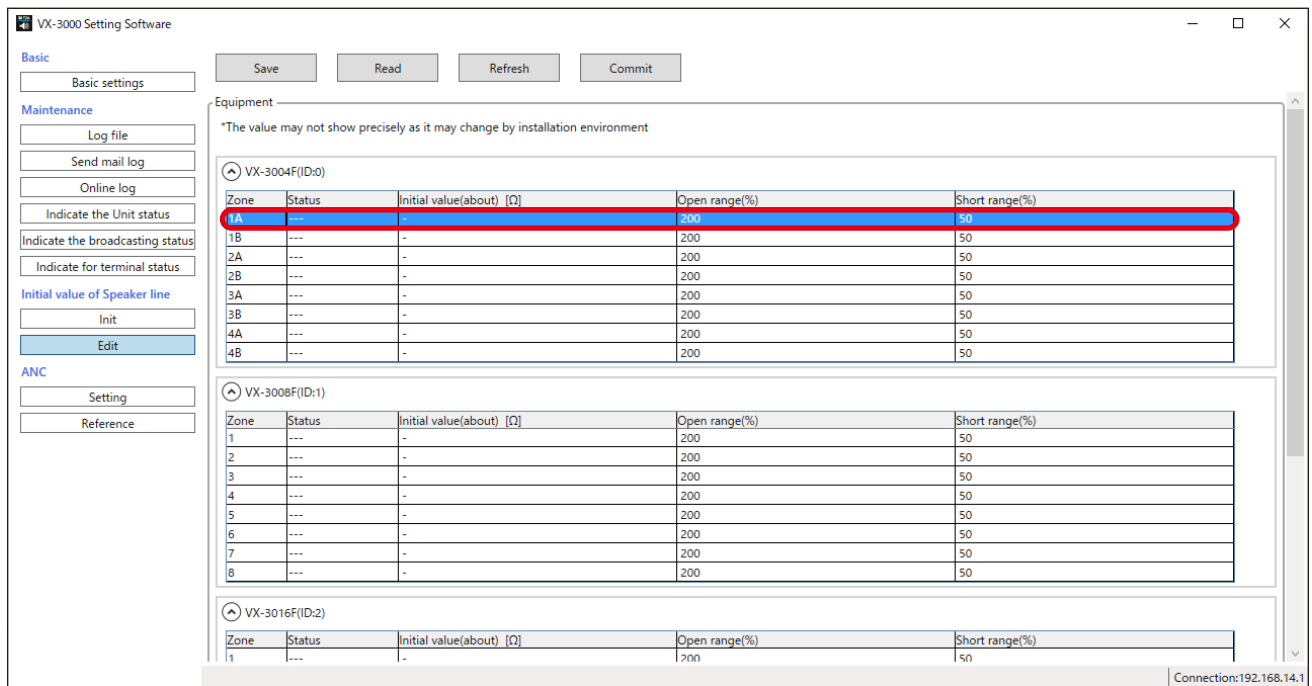 VX-3000 Setting Software
Basic
Basic settings
Maintenance
Log file
Send mail log
Online log
Indicate the Unit status
Indicate the broadcasting status
Indicate for terminal status
Initial value of Speaker line
Init
Edit
ANC
Setting
Reference
Save Read Refresh Commit
Equipment
*The value may not show precisely as it may change by installation environment
VX-3004F(ID:0)
Zone Status Initial value(about) [Ω] Open range(%) Short range(%)
1A --- - 200 50
1B --- - 200 50
2A --- - 200 50
2B --- - 200 50
3A --- - 200 50
3B --- - 200 50
4A --- - 200 50
4B --- - 200 50
VX-3008F(ID:1)
Zone Status Initial value(about) [Ω] Open range(%) Short range(%)
1 --- - 200 50
2 --- - 200 50
3 --- - 200 50
4 --- - 200 50
5 --- - 200 50
6 --- - 200 50
7 --- - 200 50
8 --- - 200 50
VX-3016F(ID:2)
Zone Status Initial value(about) [Ω] Open range(%) Short range(%)
1 --- - 200 50
Connection:192.168.14.1